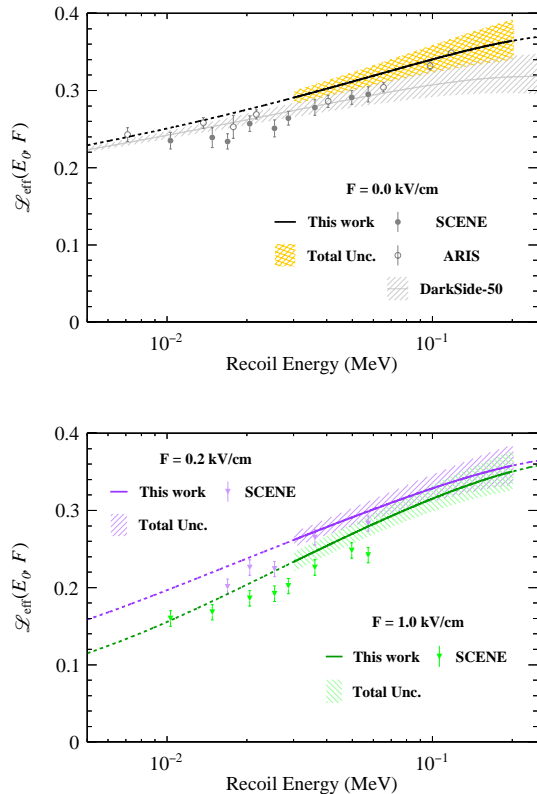 0.4
0.3
0.2
0.1
0
ℒeff(E0, F)
F = 0.0 kV/cm
This work
SCENE
Total Unc.
ARIS
DarkSide-50
10−2
10−1
Recoil Energy (MeV)
0.4
0.3
0.2
0.1
0
ℒeff(E0, F)
F = 0.2 kV/cm
This work
SCENE
Total Unc.
F = 1.0 kV/cm
This work
SCENE
Total Unc.
10−2
10−1
Recoil Energy (MeV)